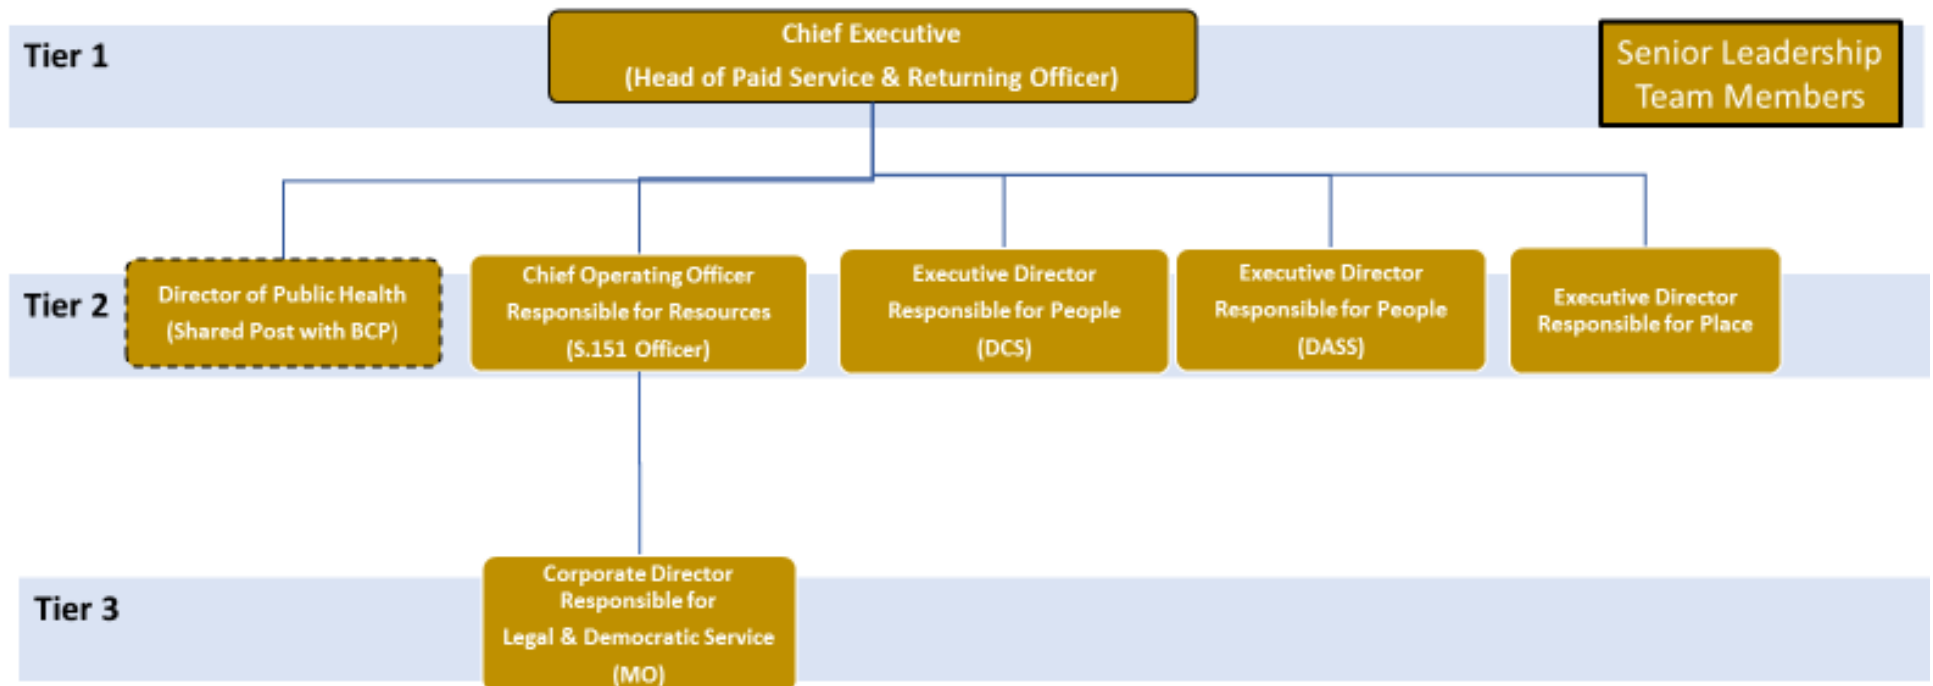 Tier 1
Chief Executive
(Head of Paid Service & Returning Officer)
Senior Leadership
Team Members
Tier 2
Director of Public Health
(Shared Post with BCP)
Chief Operating Officer
Responsible for Resources
(S.151 Officer)
Executive Director
Responsible for People
(DCS)
Executive Director
Responsible for People
(DASS)
Executive Director
Responsible for Place
Tier 3
Corporate Director
Responsible for
Legal & Democratic Service
(MO)